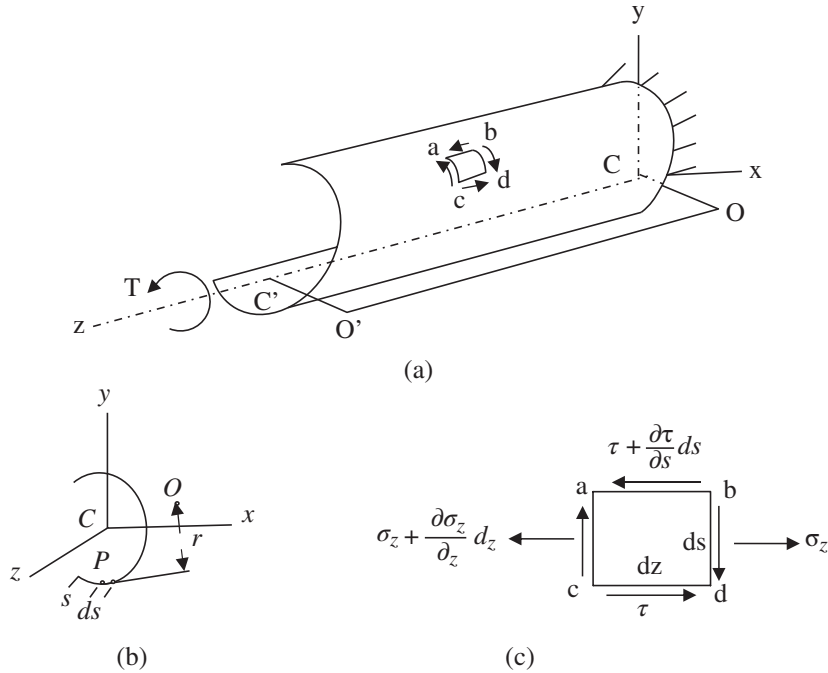 y
b
a
C
x
d
c
O
T
C'
z
O'
(a)
y
O
C
x
r
P
z
s
ds
(b)
τ + ∂τ/∂s ds
a
b
σz + ∂σz/∂z dz
ds
σz
dz
c
d
τ
(c)